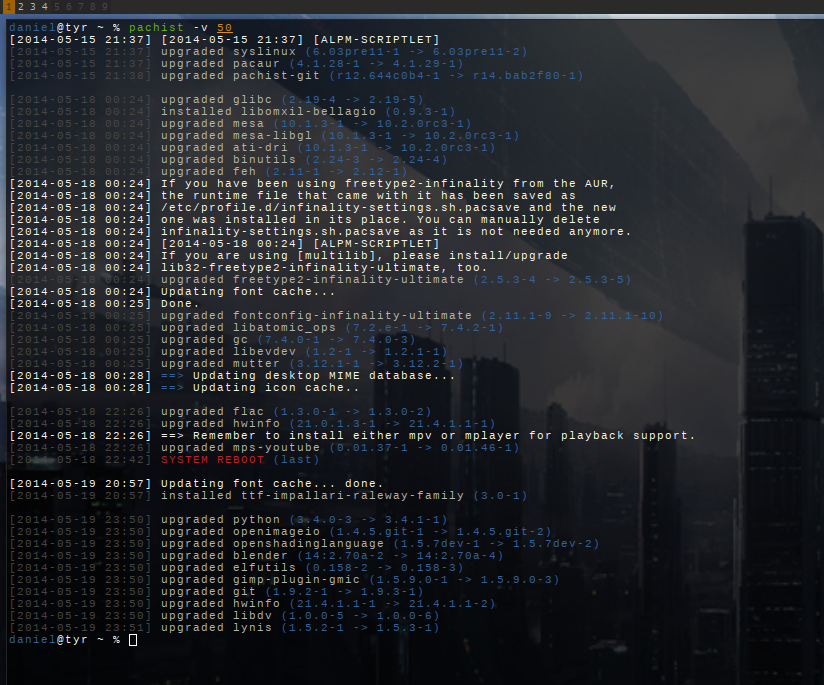 1 2 3 4 5 6 7 8 9
daniel@tyr ~ % pachist -v 50
[2014-05-15 21:37] [2014-05-15 21:37] [ALPM-SCRIPTLET]
[2014-05-15 21:37] upgraded syslinux (6.03pre11-1 -> 6.03pre11-2)
[2014-05-15 21:37] upgraded pacaur (4.1.28-1 -> 4.1.29-1)
[2014-05-15 21:38] upgraded pachist-git (r12.644c0b4-1 -> r14.bab2f80-1)
[2014-05-18 00:24] upgraded glibc (2.19-4 -> 2.19-5)
[2014-05-18 00:24] installed libomxil-bellagio (0.9.3-1)
[2014-05-18 00:24] upgraded mesa (10.1.3-1 -> 10.2.0rc3-1)
[2014-05-18 00:24] upgraded mesa-libgl (10.1.3-1 -> 10.2.0rc3-1)
[2014-05-18 00:24] upgraded ati-dri (10.1.3-1 -> 10.2.0rc3-1)
[2014-05-18 00:24] upgraded binutils (2.24-3 -> 2.24-4)
[2014-05-18 00:24] upgraded feh (2.11-1 -> 2.12-1)
[2014-05-18 00:24] If you have been using freetype2-infinality from the AUR,
[2014-05-18 00:24] the runtime file that came with it has been saved as
[2014-05-18 00:24] /etc/profile.d/infinality-settings.sh.pacsave and the new
[2014-05-18 00:24] one was installed in its place. You can manually delete
[2014-05-18 00:24] infinality-settings.sh.pacsave as it is not needed anymore.
[2014-05-18 00:24] [2014-05-18 00:24] [ALPM-SCRIPTLET]
[2014-05-18 00:24] If you are using [multilib], please install/upgrade
[2014-05-18 00:24] lib32-freetype2-infinality-ultimate, too.
[2014-05-18 00:24] upgraded freetype2-infinality-ultimate (2.5.3-4 -> 2.5.3-5)
[2014-05-18 00:24] Updating font cache...
[2014-05-18 00:25] Done.
[2014-05-18 00:25] upgraded fontconfig-infinality-ultimate (2.11.1-9 -> 2.11.1-10)
[2014-05-18 00:25] upgraded libatomic_ops (7.2.e-1 -> 7.4.2-1)
[2014-05-18 00:25] upgraded gc (7.4.0-1 -> 7.4.0-3)
[2014-05-18 00:25] upgraded libevdev (1.2-1 -> 1.2.1-1)
[2014-05-18 00:25] upgraded mutter (3.12.1-1 -> 3.12.2-1)
[2014-05-18 00:28] ==> Updating desktop MIME database...
[2014-05-18 00:28] ==> Updating icon cache..
[2014-05-18 22:26] upgraded flac (1.3.0-1 -> 1.3.0-2)
[2014-05-18 22:26] upgraded hwinfo (21.0.1.3-1 -> 21.4.1.1-1)
[2014-05-18 22:26] ==> Remember to install either mpv or mplayer for playback support.
[2014-05-18 22:26] upgraded mps-youtube (0.01.37-1 -> 0.01.46-1)
[2014-05-18 22:42] SYSTEM REBOOT (last)
[2014-05-19 20:57] Updating font cache... done.
[2014-05-19 20:57] installed ttf-impallari-raleway-family (3.0-1)
[2014-05-19 23:50] upgraded python (3.4.0-3 -> 3.4.1-1)
[2014-05-19 23:50] upgraded openimageio (1.4.5.git-1 -> 1.4.5.git-2)
[2014-05-19 23:50] upgraded openshadinglanguage (1.5.7dev-1 -> 1.5.7dev-2)
[2014-05-19 23:50] upgraded blender (14:2.70a-2 -> 14:2.70a-4)
[2014-05-19 23:50] upgraded elfutils (0.158-2 -> 0.158-3)
[2014-05-19 23:50] upgraded gimp-plugin-gmic (1.5.9.0-1 -> 1.5.9.0-3)
[2014-05-19 23:50] upgraded git (1.9.2-1 -> 1.9.3-1)
[2014-05-19 23:50] upgraded hwinfo (21.4.1.1-1 -> 21.4.1.1-2)
[2014-05-19 23:50] upgraded libdv (1.0.0-5 -> 1.0.0-6)
[2014-05-19 23:51] upgraded lynis (1.5.2-1 -> 1.5.3-1)
daniel@tyr ~ %